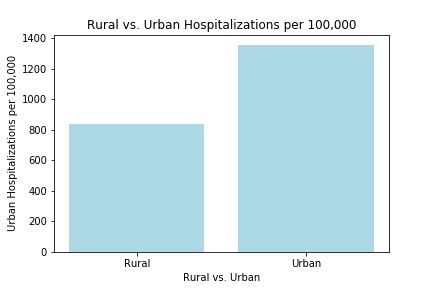 Rural vs. Urban Hospitalizations per 100,000
Urban Hospitalizations per 100,000
1400
1200
1000
800
600
400
200
0
Rural
Urban
Rural vs. Urban